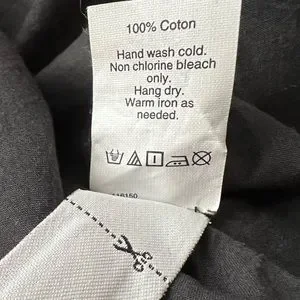 100% Coton
Hand wash cold.
Non chlorine bleach
only.
Hang dry.
Warm iron as
needed.